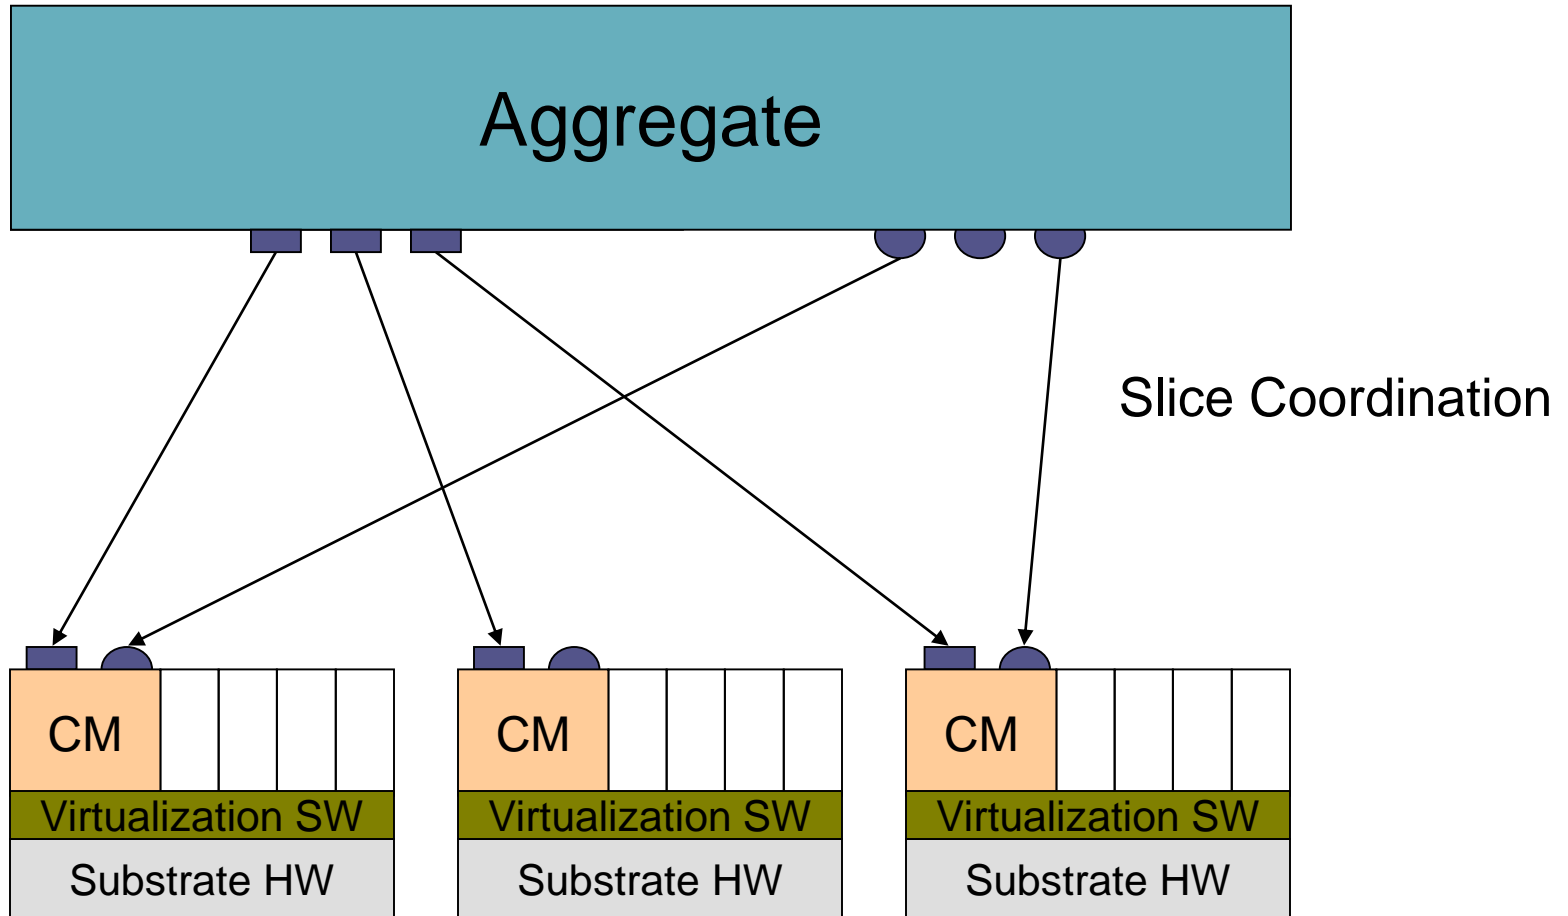 Aggregate
Slice Coordination
CM
CM
CM
Virtualization SW
Virtualization SW
Virtualization SW
Substrate HW
Substrate HW
Substrate HW